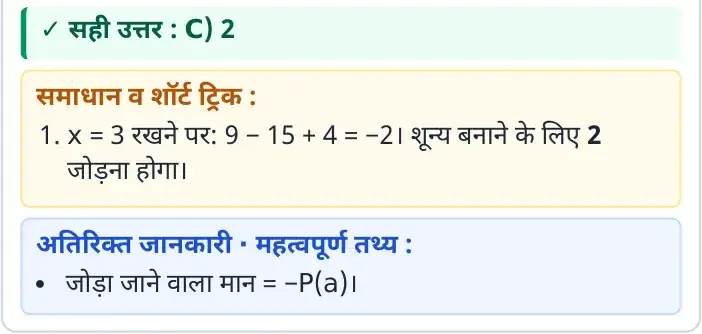 ✓ सही उत्तर : C) 2
समाधान व शॉर्ट ट्रिक :
1. x = 3 रखने पर: 9 − 15 + 4 = −2। शून्य बनाने के लिए 2
जोड़ना होगा।
अतिरिक्त जानकारी · महत्वपूर्ण तथ्य :
• जोड़ा जाने वाला मान = −P(a)।